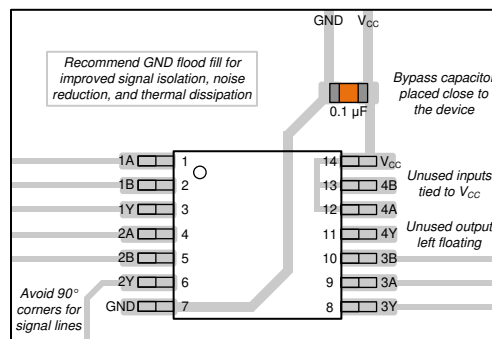 GND VCC
Recommend GND flood fill for
improved signal isolation, noise
reduction, and thermal dissipation
Bypass capacitor
placed close to
the device
0.1 μF
1A 1 14 VCC
1B 2 13 4B
1Y 3 12 4A
2A 4 11 4Y
2B 5 10 3B
2Y 6 9 3A
GND 7 8 3Y
Unused inputs
tied to VCC
Unused output
left floating
Avoid 90°
corners for
signal lines